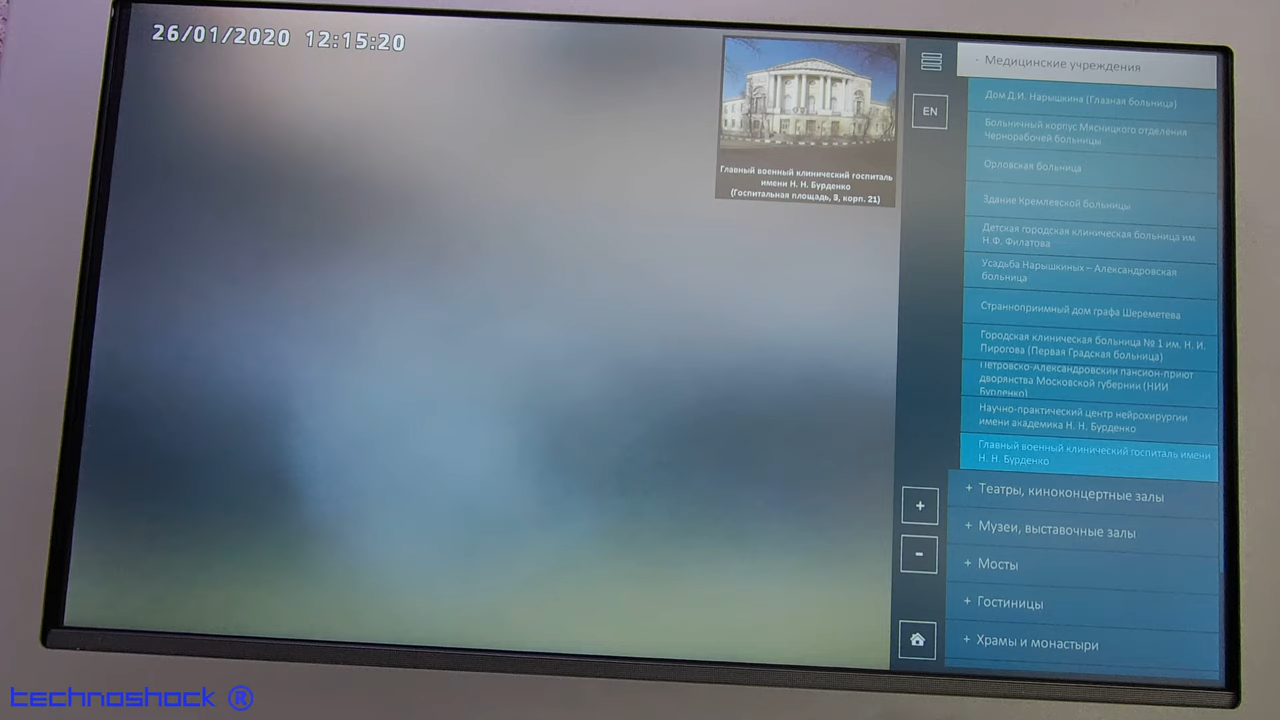 26/01/2020 12:15:20
Главный военный клинический госпиталь
имени Н. Н. Бурденко
(Госпитальная площадь, 3, корп. 21)
EN
+
-
- Медицинские учреждения
Дом Д.И. Нарышкина (Глазная больница)
Больничный корпус Мясницкого отделения
Чернорабочей больницы
Орловская больница
Здание Кремлевской больницы
Детская городская клиническая больница им.
Н.Ф. Филатова
Усадьба Нарышкиных – Александровская
больница
Странноприимный дом графа Шереметева
Городская клиническая больница № 1 им. Н. И.
Пирогова (Первая Градская больница)
Петровско-Александровский пансион-приют
дворянства Московской губернии (НИИ
Бурденко)
Научно-практический центр нейрохирургии
имени академика Н. Н. Бурденко
Главный военный клинический госпиталь имени
Н. Н. Бурденко
+ Театры, киноконцертные залы
+ Музеи, выставочные залы
+ Мосты
+ Гостиницы
+ Храмы и монастыри
technoshock ®